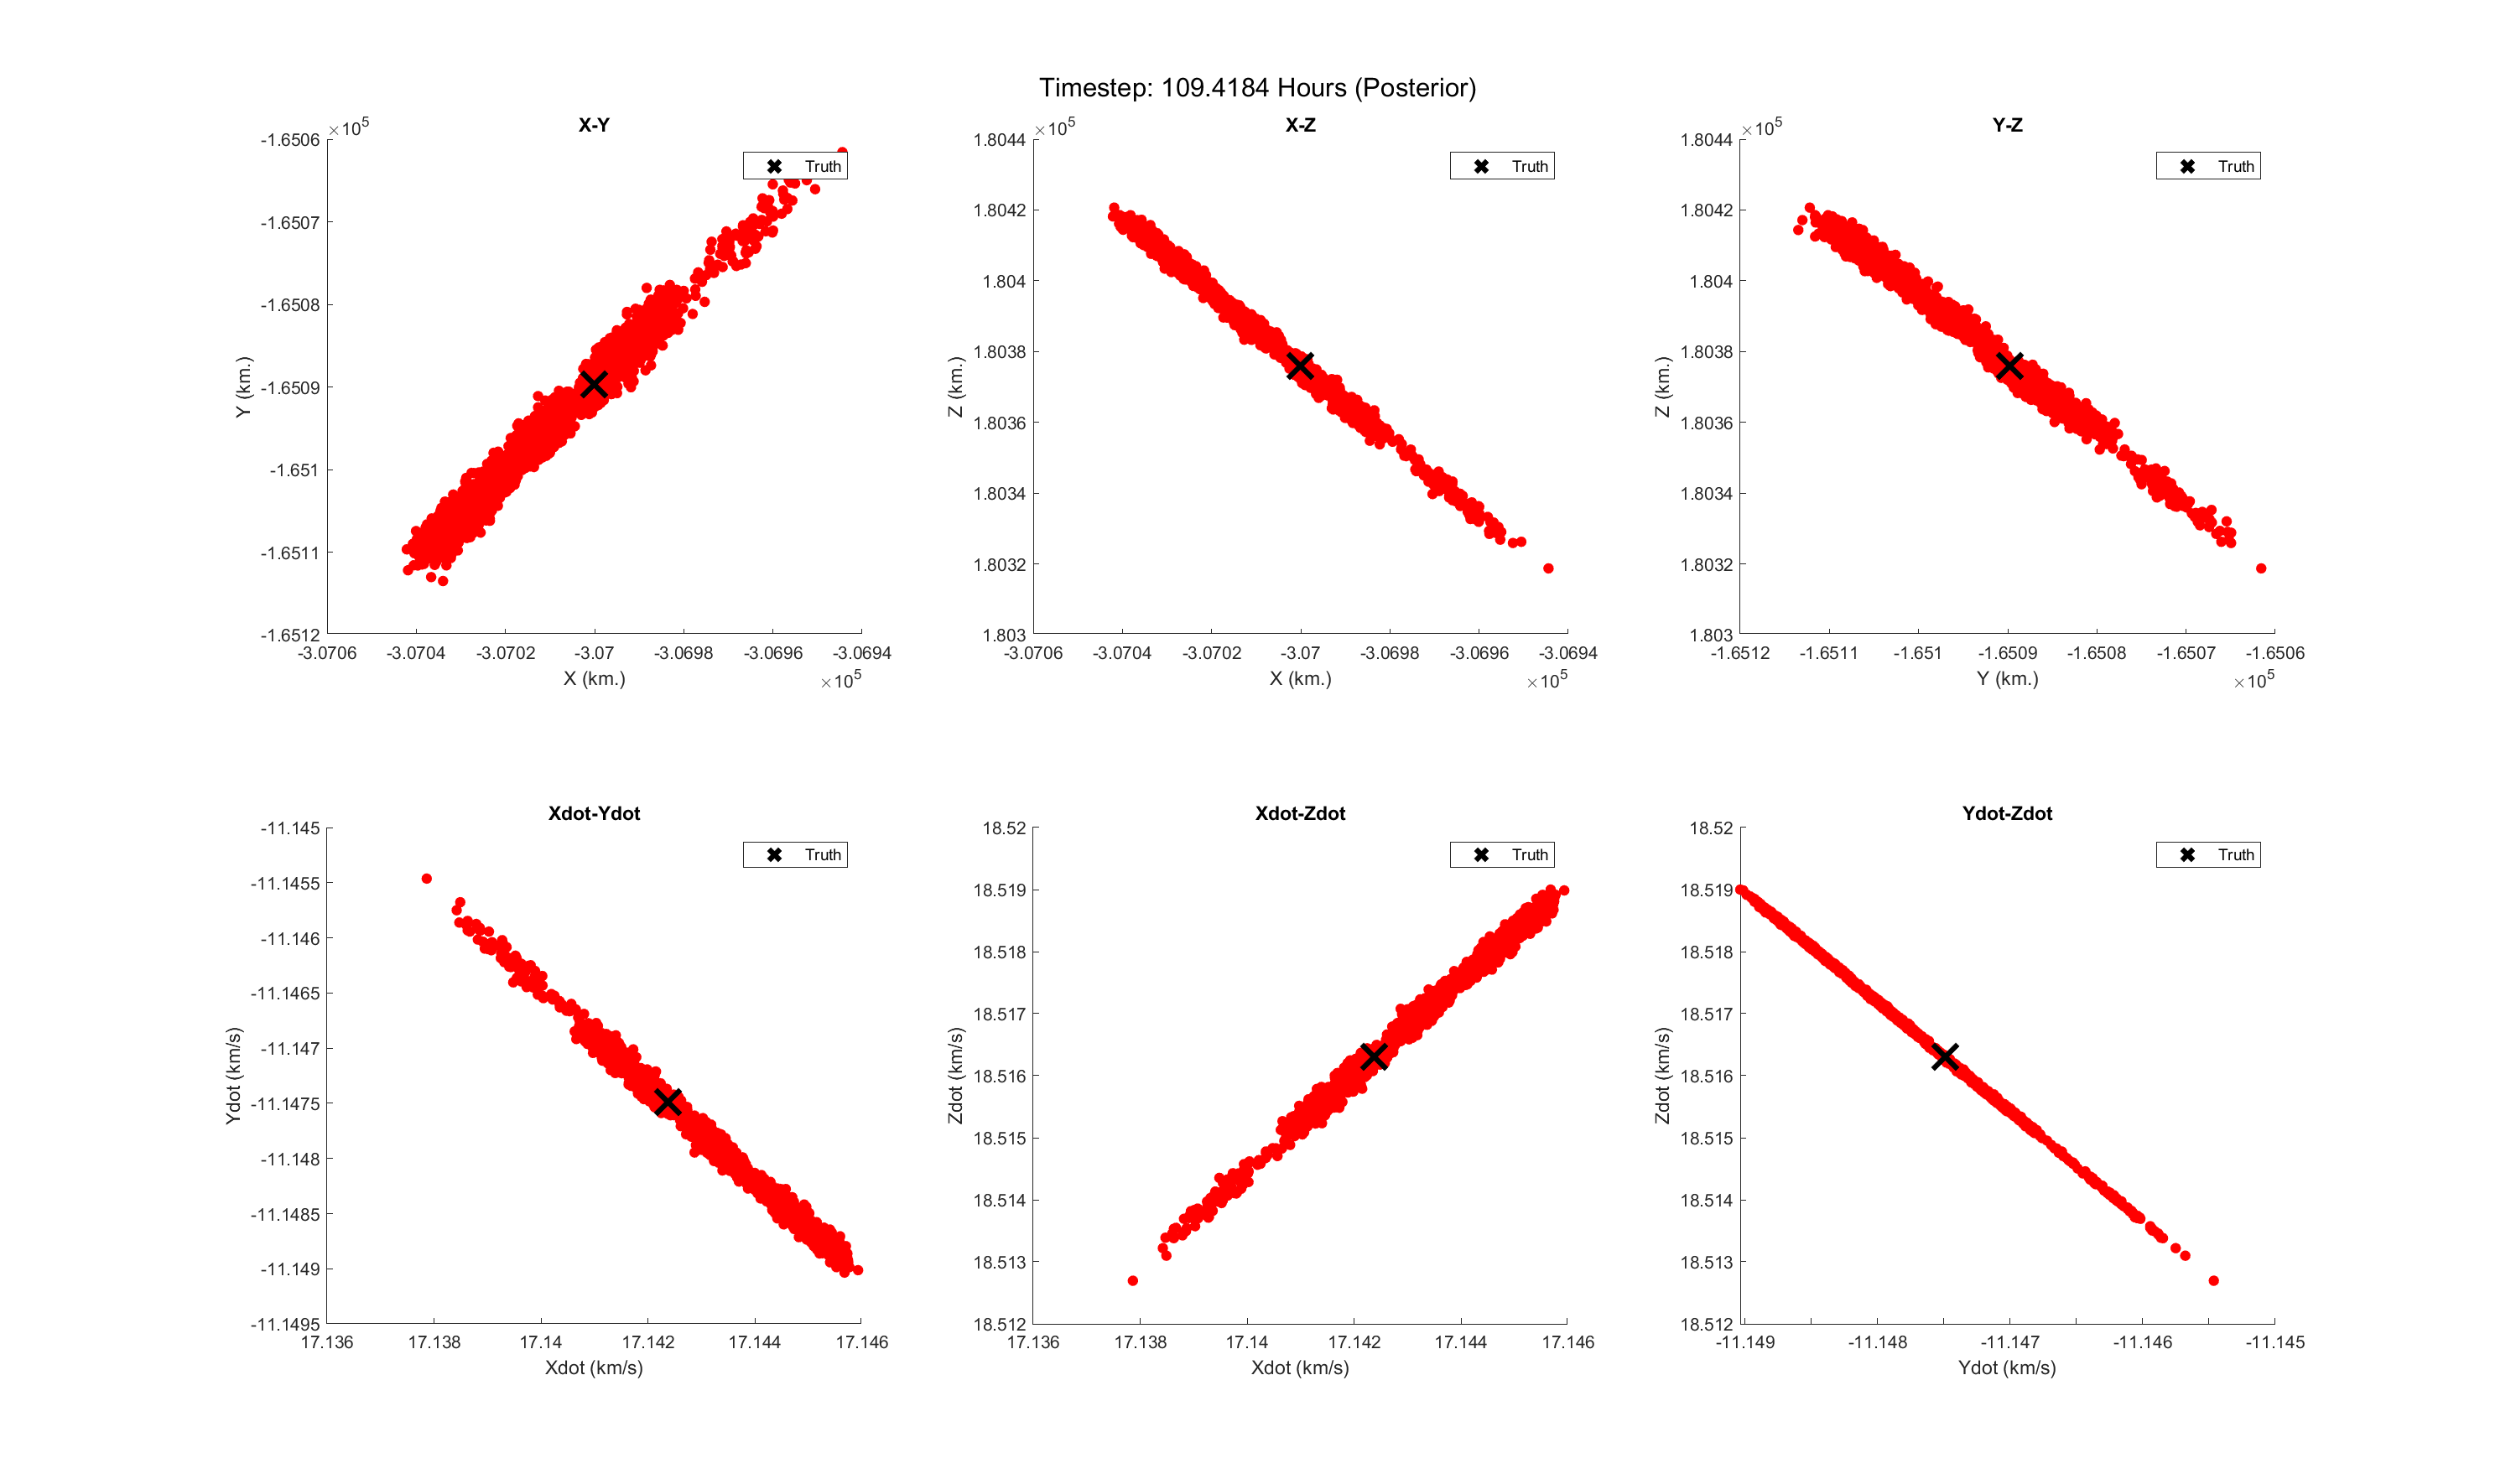 Timestep: 109.4184 Hours (Posterior)
X-Y
×10^5
-1.6506
-1.6507
-1.6508
-1.6509
-1.651
-1.6511
-1.6512
Y (km.)
Truth
-3.0706 -3.0704 -3.0702 -3.07 -3.0698 -3.0696 -3.0694
X (km.)
×10^5
X-Z
×10^5
1.8044
1.8042
1.804
1.8038
1.8036
1.8034
1.8032
1.803
Z (km.)
Truth
-3.0706 -3.0704 -3.0702 -3.07 -3.0698 -3.0696 -3.0694
X (km.)
×10^5
Y-Z
×10^5
1.8044
1.8042
1.804
1.8038
1.8036
1.8034
1.8032
1.803
Z (km.)
Truth
-1.6512 -1.6511 -1.651 -1.6509 -1.6508 -1.6507 -1.6506
Y (km.)
×10^5
Xdot-Ydot
-11.145
-11.1455
-11.146
-11.1465
-11.147
-11.1475
-11.148
-11.1485
-11.149
-11.1495
Ydot (km/s)
Truth
17.136 17.138 17.14 17.142 17.144 17.146
Xdot (km/s)
Xdot-Zdot
18.52
18.519
18.518
18.517
18.516
18.515
18.514
18.513
18.512
Zdot (km/s)
Truth
17.136 17.138 17.14 17.142 17.144 17.146
Xdot (km/s)
Ydot-Zdot
18.52
18.519
18.518
18.517
18.516
18.515
18.514
18.513
18.512
Zdot (km/s)
Truth
-11.149 -11.148 -11.147 -11.146 -11.145
Ydot (km/s)